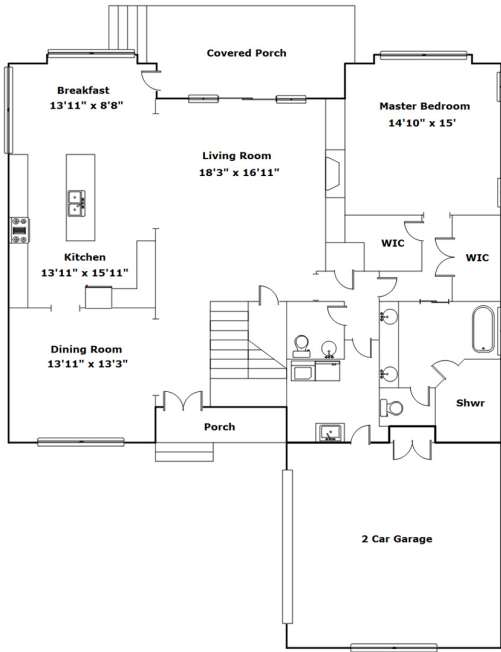 Covered Porch
Breakfast
13'11" x 8'8"
Master Bedroom
14'10" x 15'
Living Room
18'3" x 16'11"
WIC
WIC
Kitchen
13'11" x 15'11"
Dining Room
13'11" x 13'3"
Shwr
Porch
2 Car Garage